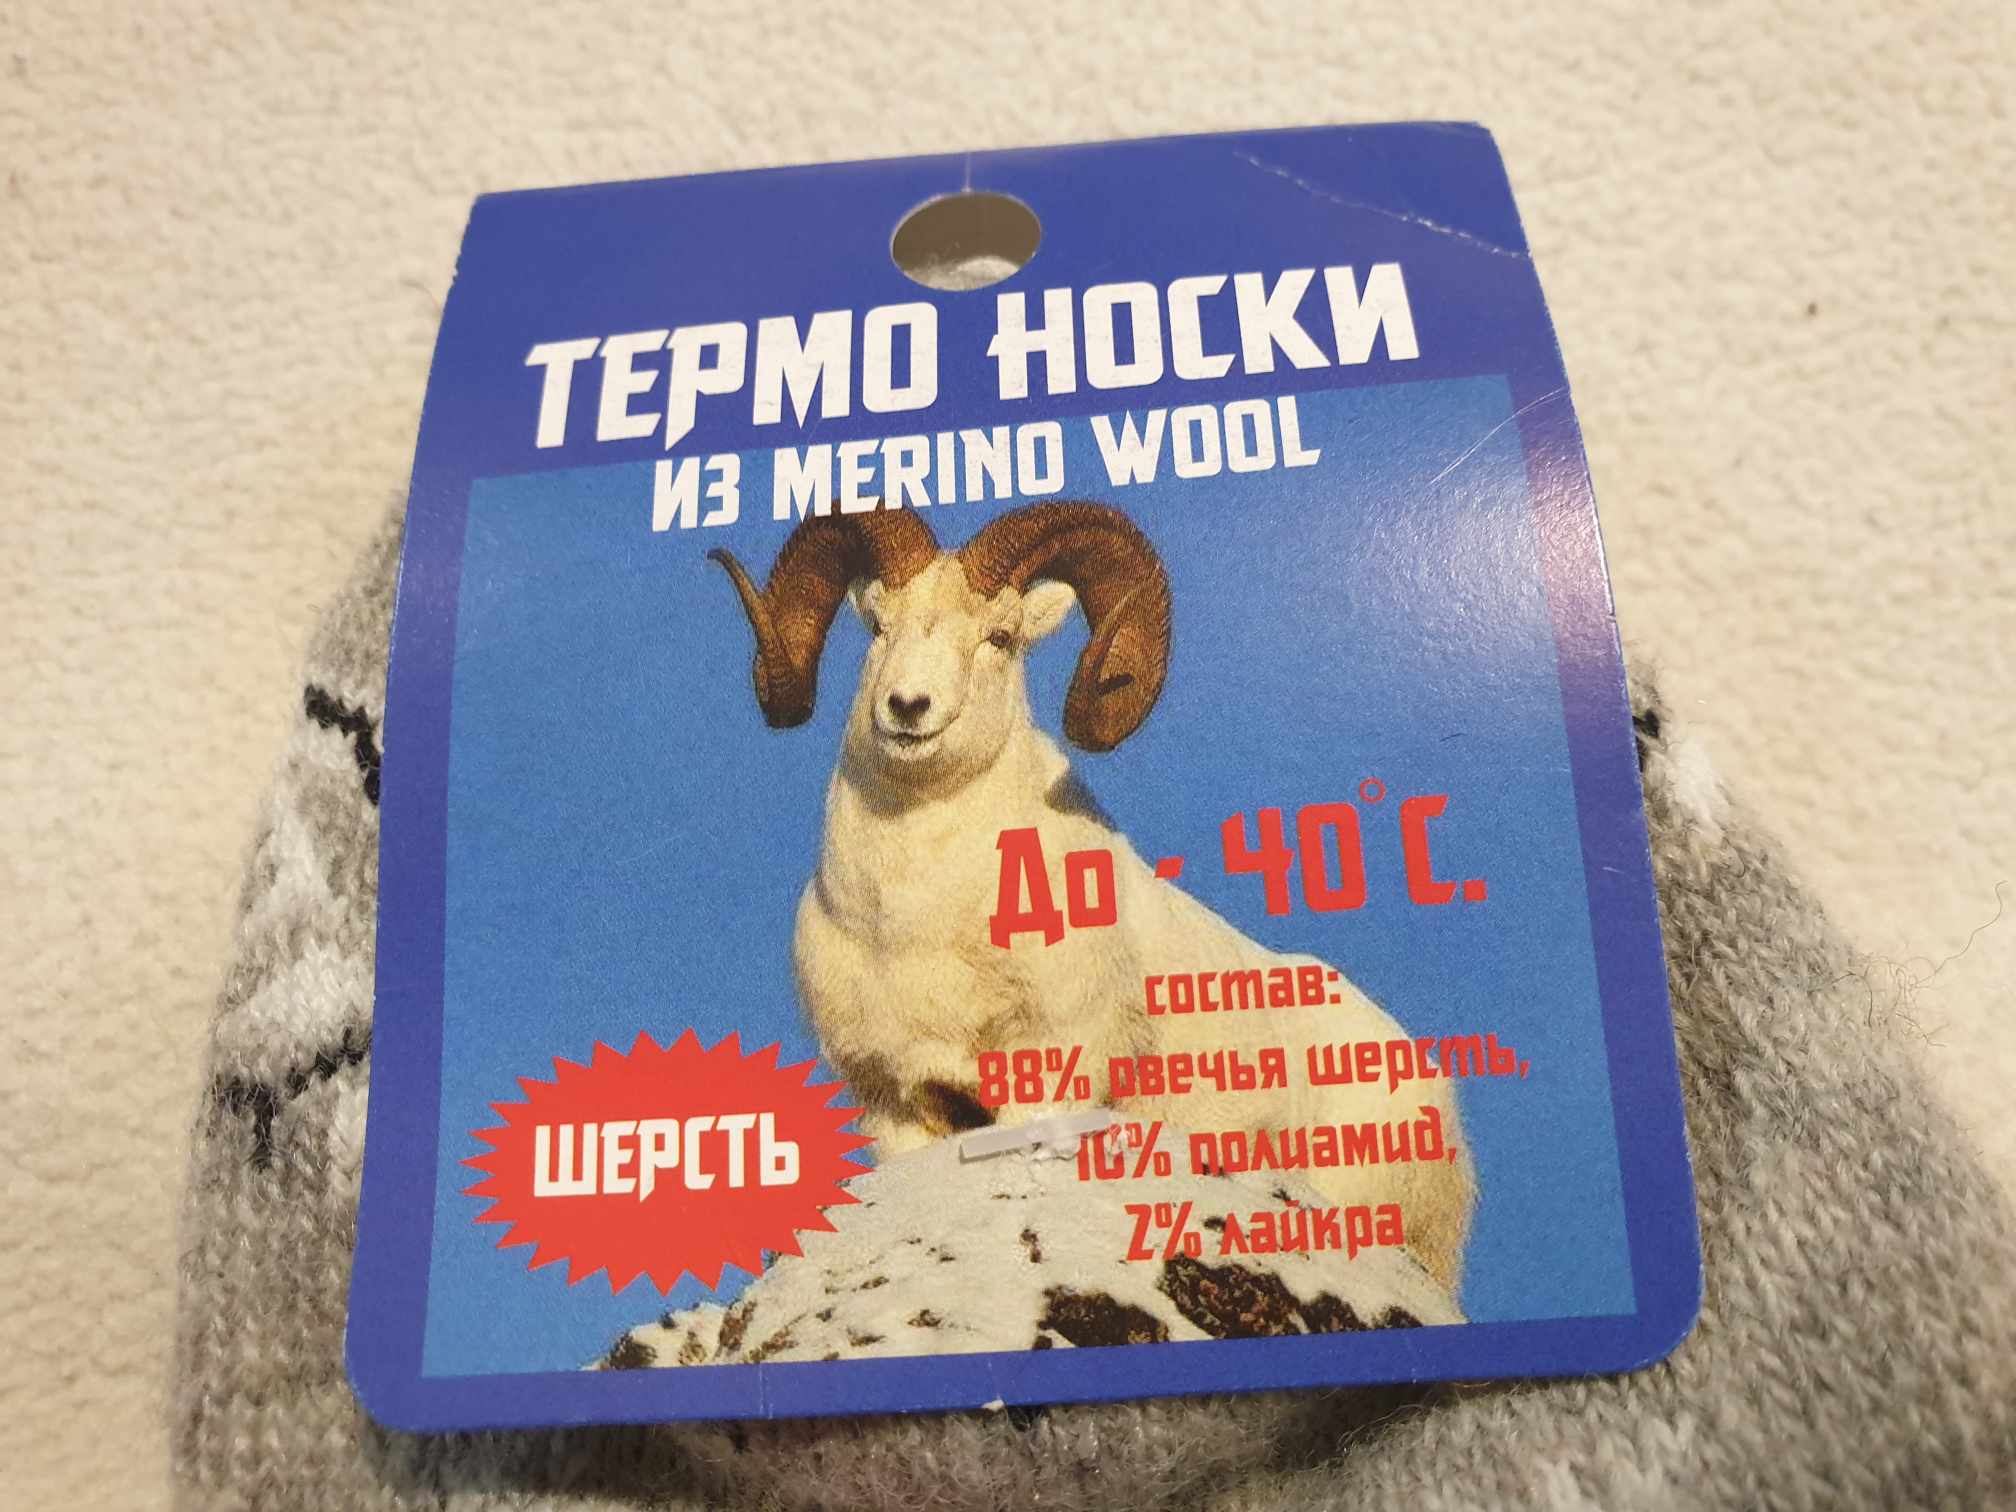 ТЕРМО НОСКИ
ИЗ MERINO WOOL
До - 40°С.
состав:
88% овечья шерсть,
10% полиамид,
2% лайкра
ШЕРСТЬ